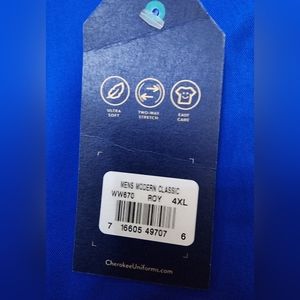 ULTRA SOFT
TWO-WAY STRETCH
EASY CARE
MENS MODERN CLASSIC
WW670 ROY 4XL
7 16605 49707 6
CherokeeUniforms.com